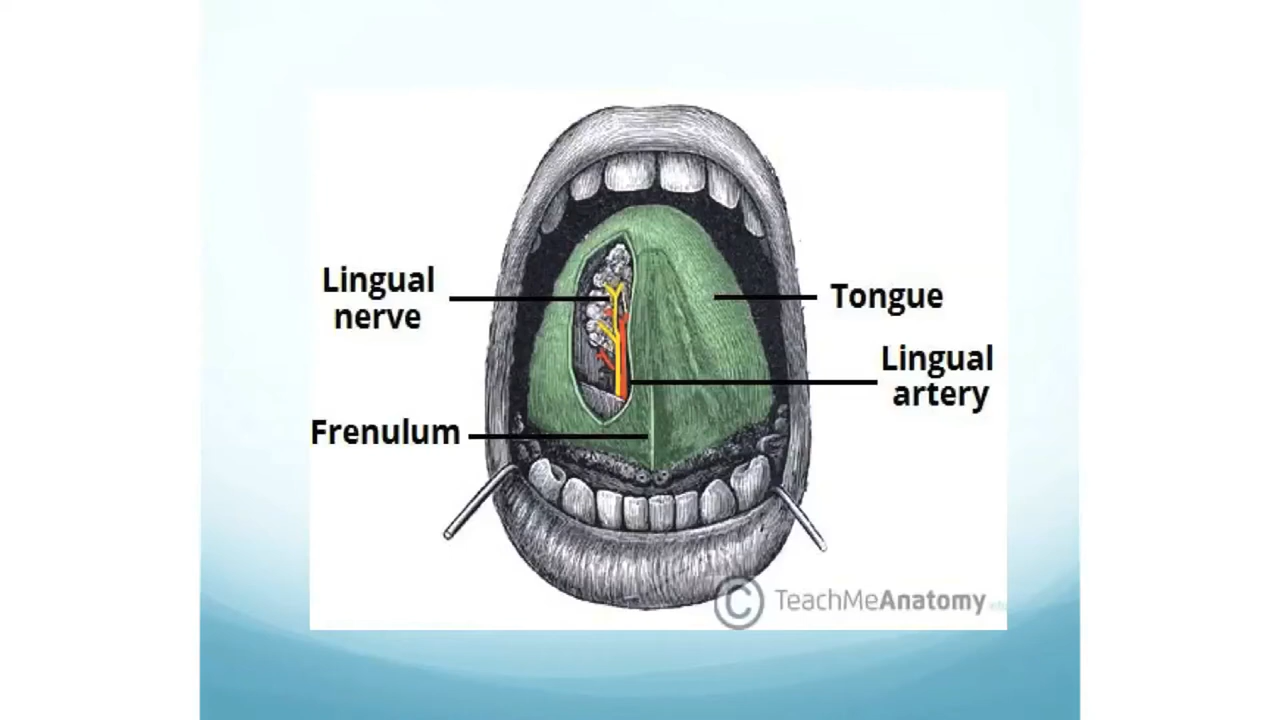 Lingual
nerve
Tongue
Lingual
artery
Frenulum
© TeachMeAnatomy